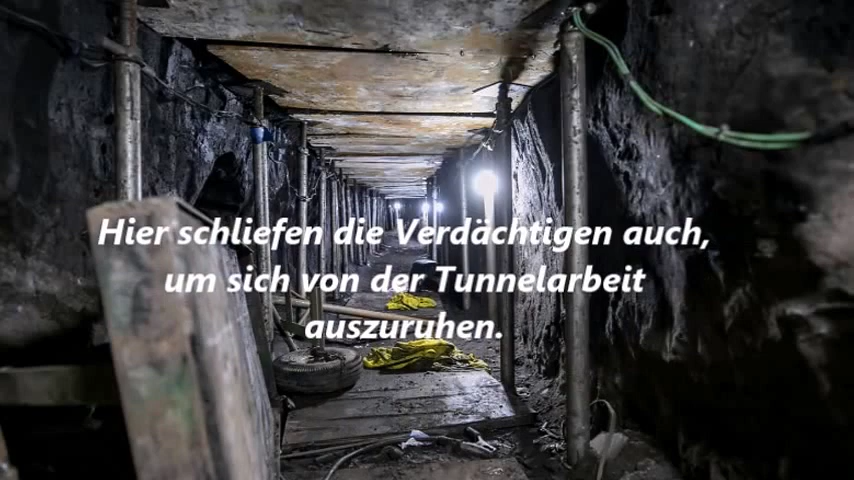 Hier schliefen die Verdächtigen auch,
um sich von der Tunnelarbeit
auszuruhen.